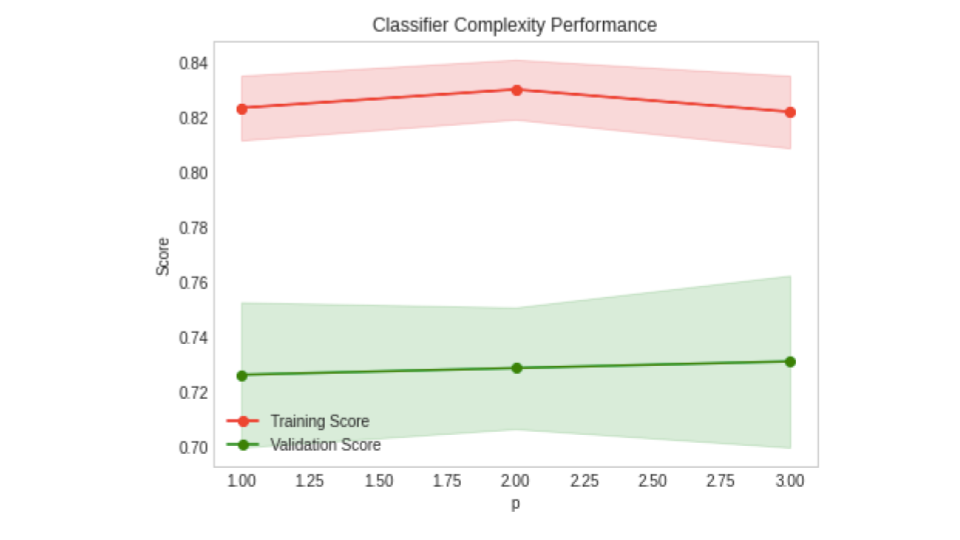 Classifier Complexity Performance
0.84
0.82
0.80
0.78
0.76
0.74
0.72
0.70
Score
Training Score
Validation Score
1.00 1.25 1.50 1.75 2.00 2.25 2.50 2.75 3.00
p